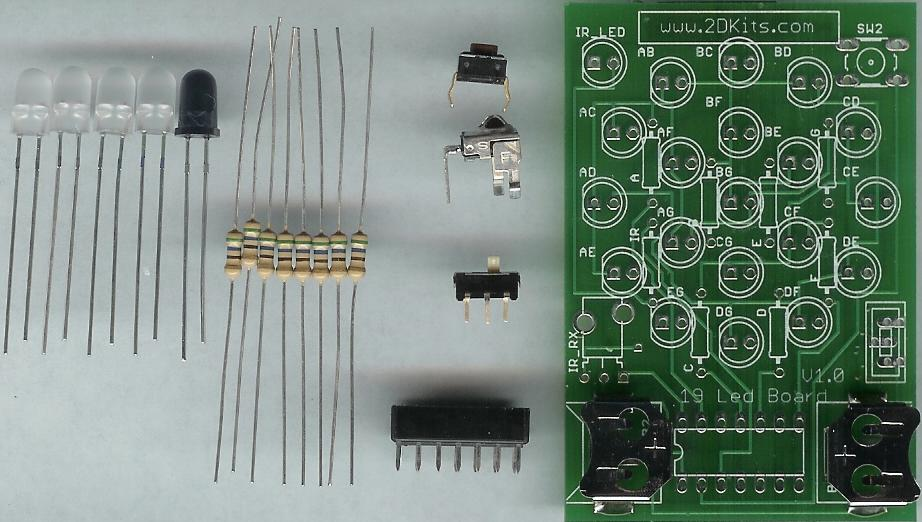 www.2DKits.com
SW2
IR_LED
AB
BC
BD
AC
BF
CD
AF
BE
G
AD
A
BG
CE
AG
B
CF
IR
E
AE
CG
DE
F
EG
DG
D
DF
IR_RX
C
V1.0
19 Led Board
+
+